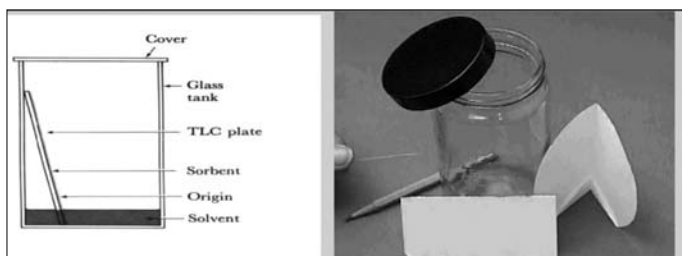 Cover
Glass
tank
TLC plate
Sorbent
Origin
Solvent